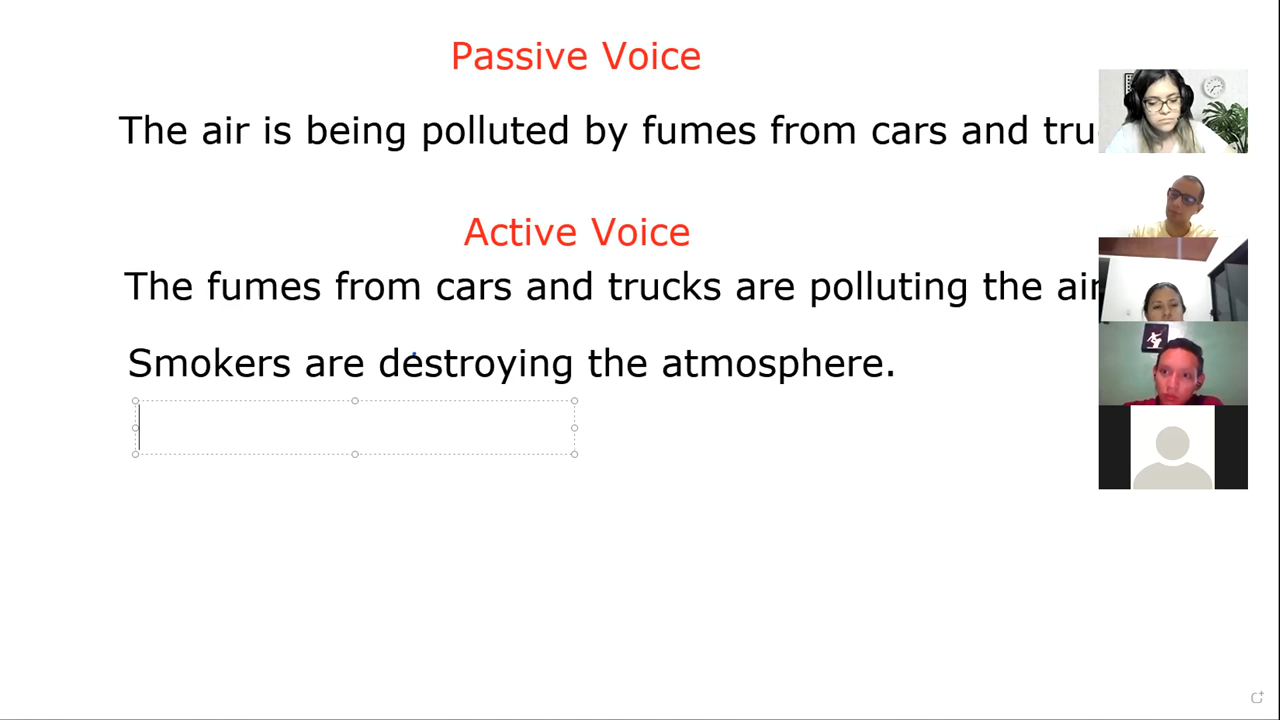 Passive Voice
The air is being polluted by fumes from cars and
Active Voice
The fumes from cars and trucks are polluting the air
Smokers are destroying the atmosphere.